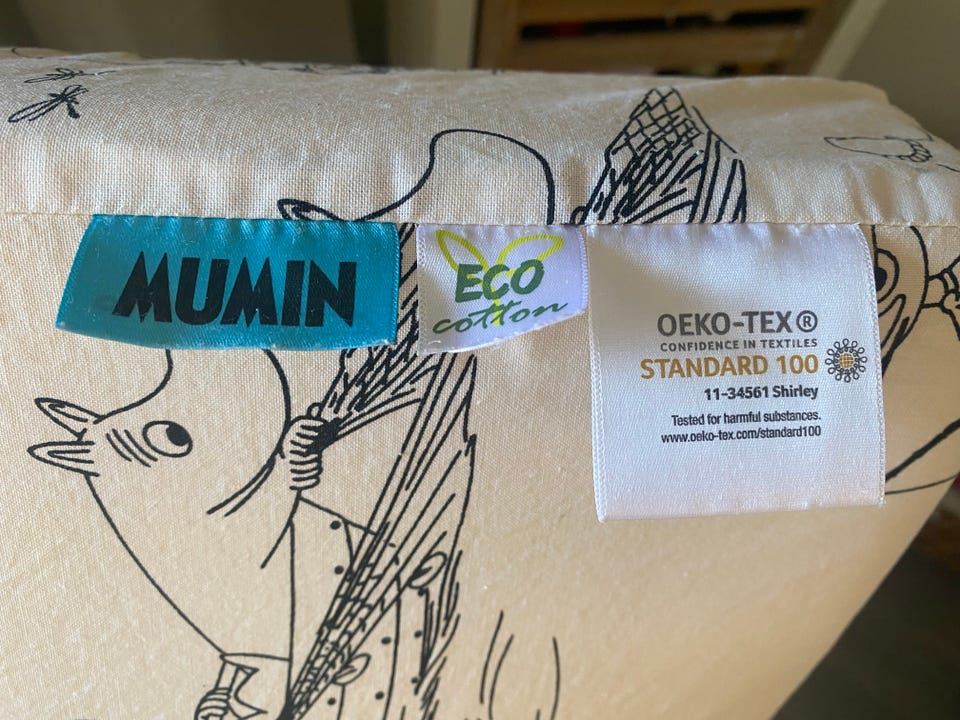 MUMIN
ECO
cotton
OEKO-TEX®
CONFIDENCE IN TEXTILES
STANDARD 100
11-34561 Shirley
Tested for harmful substances.
www.oeko-tex.com/standard100